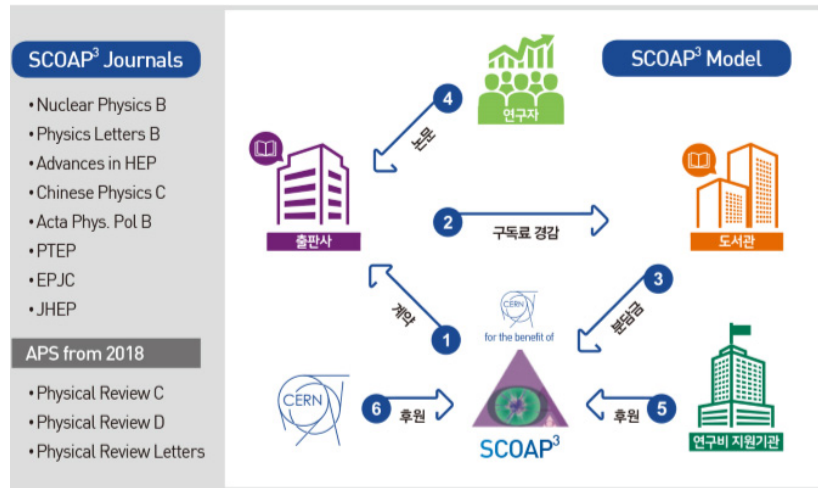 SCOAP³ Journals
•Nuclear Physics B
•Physics Letters B
•Advances in HEP
•Chinese Physics C
•Acta Phys. Pol B
•PTEP
•EPJC
•JHEP
APS from 2018
•Physical Review C
•Physical Review D
•Physical Review Letters
SCOAP³ Model
연구자
4
논문
출판사
2
구독료 경감
도서관
3
분담금
1
계약
CERN
for the benefit of
CERN
6
후원
SCOAP³
5
후원
연구비 지원기관